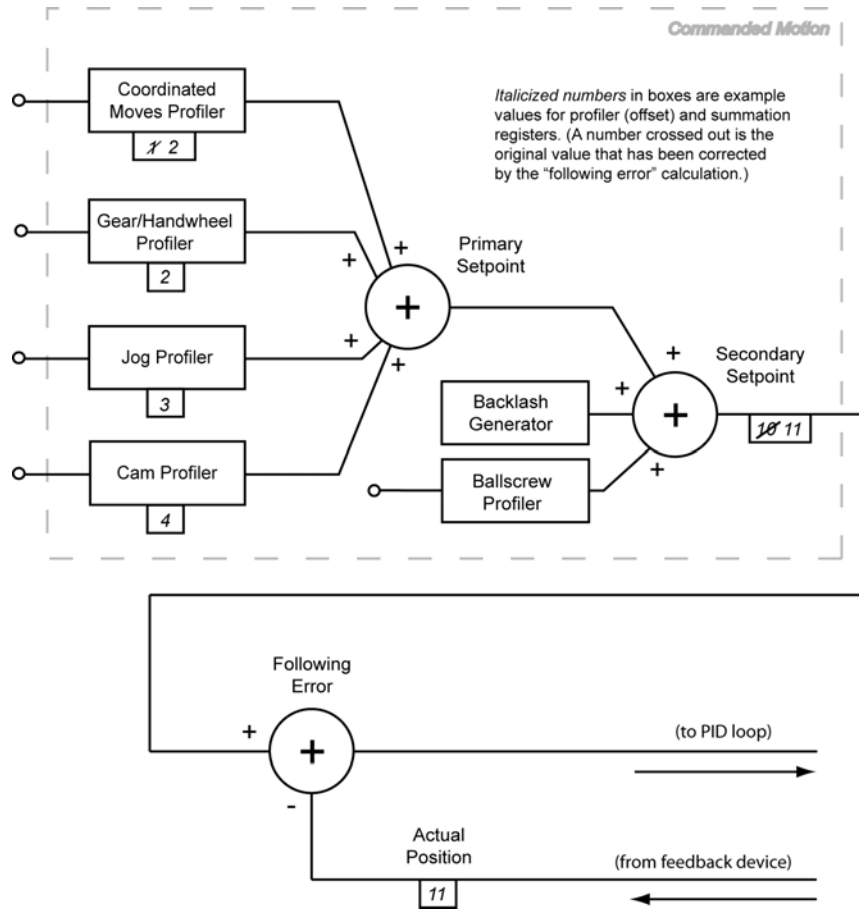 Commanded Motion
Coordinated
Moves Profiler
1 2
Italicized numbers in boxes are example
values for profiler (offset) and summation
registers. (A number crossed out is the
original value that has been corrected
by the “following error” calculation.)
Gear/Handwheel
Profiler
2
+
+
+
Primary
Setpoint
Jog Profiler
3
+
+
Cam Profiler
4
Backlash
Generator
+
+
+
+
Secondary
Setpoint
10 11
Ballscrew
Profiler
Following
Error
+
+
-
(to PID loop)
Actual
Position
11
(from feedback device)